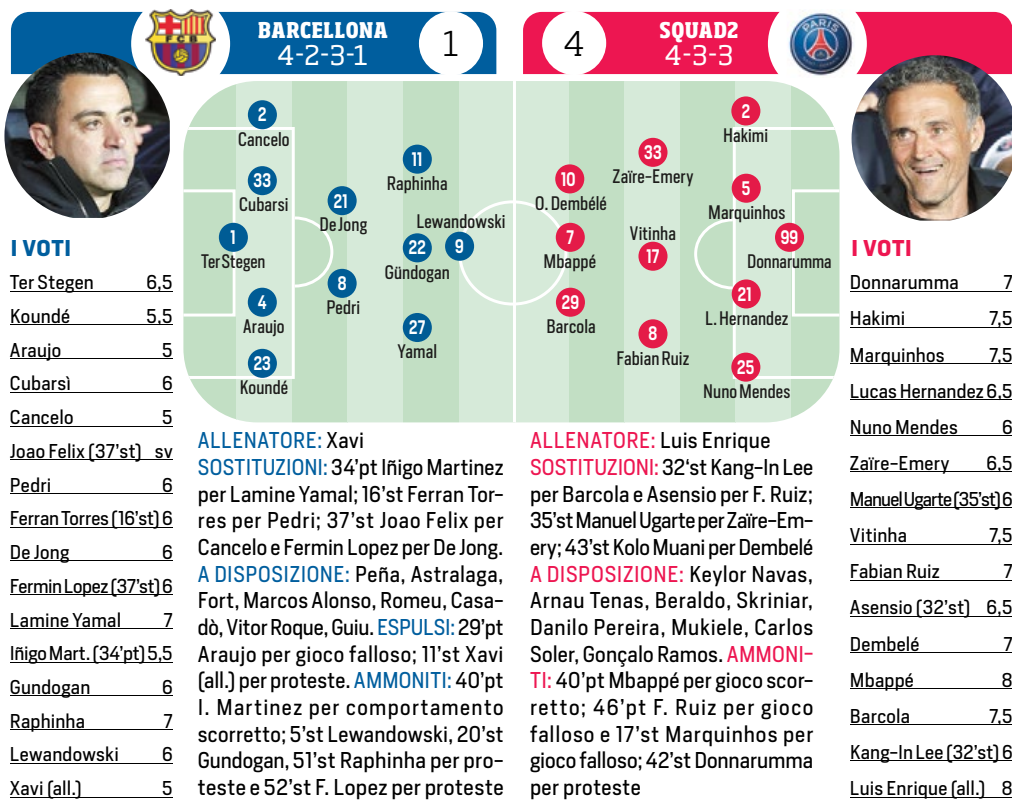 BARCELLONA
4-2-3-1
1
4
SQUAD2
4-3-3
FCB
PARIS
2
Cancelo
33
Cubarsi
1
Ter Stegen
4
Araujo
23
Koundé
21
De Jong
8
Pedri
11
Raphinha
Lewandowski
9
22
Gündogan
27
Yamal
10
O. Dembélé
7
Mbappé
29
Barcola
33
Zaïre-Emery
Vitinha
17
8
Fabian Ruiz
2
Hakimi
5
Marquinhos
99
Donnarumma
21
L. Hernandez
25
Nuno Mendes
I VOTI
Ter Stegen 6,5
Koundé 5,5
Araujo 5
Cubarsì 6
Cancelo 5
Joao Felix (37'st) sv
Pedri 6
Ferran Torres (16'st) 6
De Jong 6
Fermin Lopez (37'st) 6
Lamine Yamal 7
Iñigo Mart. (34'pt) 5,5
Gundogan 6
Raphinha 7
Lewandowski 6
Xavi (all.) 5
ALLENATORE: Xavi
SOSTITUZIONI: 34'pt Iñigo Martinez
per Lamine Yamal; 16'st Ferran Tor-
res per Pedri; 37'st Joao Felix per
Cancelo e Fermin Lopez per De Jong.
A DISPOSIZIONE: Peña, Astralaga,
Fort, Marcos Alonso, Romeu, Casa-
dò, Vitor Roque, Guiu. ESPULSI: 29'pt
Araujo per gioco falloso; 11'st Xavi
(all.) per proteste. AMMONITI: 40'pt
I. Martinez per comportamento
scorretto; 5'st Lewandowski, 20'st
Gundogan, 51'st Raphinha per pro-
teste e 52'st F. Lopez per proteste
ALLENATORE: Luis Enrique
SOSTITUZIONI: 32'st Kang-In Lee
per Barcola e Asensio per F. Ruiz;
35'st Manuel Ugarte per Zaïre-Em-
ery; 43'st Kolo Muani per Dembelé
A DISPOSIZIONE: Keylor Navas,
Arnau Tenas, Beraldo, Skriniar,
Danilo Pereira, Mukiele, Carlos
Soler, Gonçalo Ramos. AMMONI-
TI: 40'pt Mbappé per gioco scor-
retto; 46'pt F. Ruiz per gioco
falloso e 17'st Marquinhos per
gioco falloso; 42'st Donnarumma
per proteste
I VOTI
Donnarumma 7
Hakimi 7,5
Marquinhos 7,5
Lucas Hernandez 6,5
Nuno Mendes 6
Zaïre-Emery 6,5
Manuel Ugarte (35'st) 6
Vitinha 7,5
Fabian Ruiz 7
Asensio (32'st) 6,5
Dembelé 7
Mbappé 8
Barcola 7,5
Kang-In Lee (32'st) 6
Luis Enrique (all.) 8